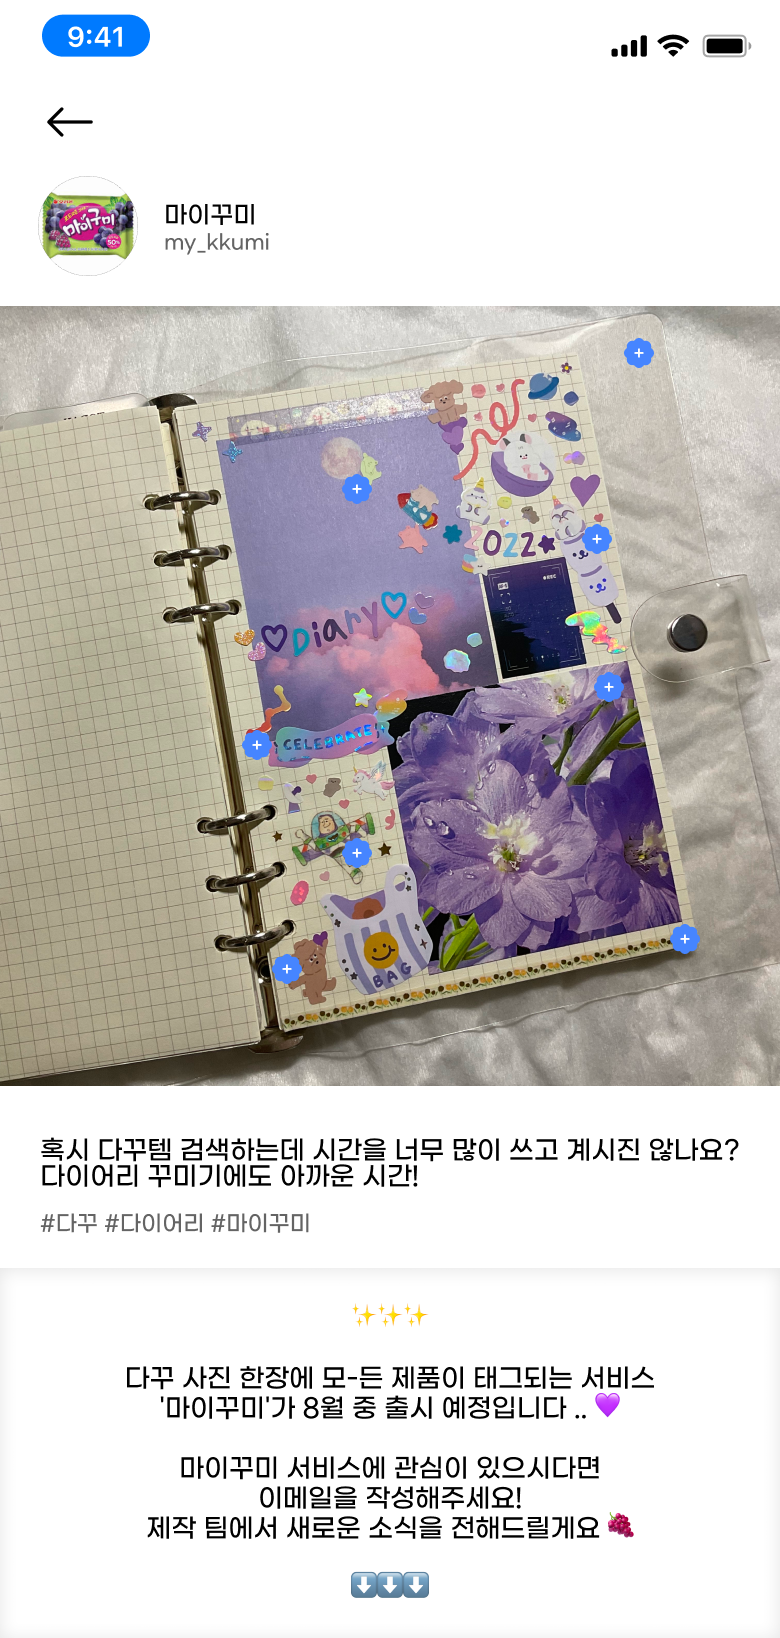 9:41
마이꾸미
my_kkumi
마이구미
50%
2022
Diary
CELEBRATE!
BAG
혹시 다꾸템 검색하는데 시간을 너무 많이 쓰고 계시진 않나요?
다이어리 꾸미기에도 아까운 시간!
#다꾸 #다이어리 #마이꾸미
✨✨✨
다꾸 사진 한장에 모-든 제품이 태그되는 서비스
'마이꾸미'가 8월 중 출시 예정입니다 .. 💜
마이꾸미 서비스에 관심이 있으시다면
이메일을 작성해주세요!
제작 팀에서 새로운 소식을 전해드릴게요 🍇
⬇️⬇️⬇️